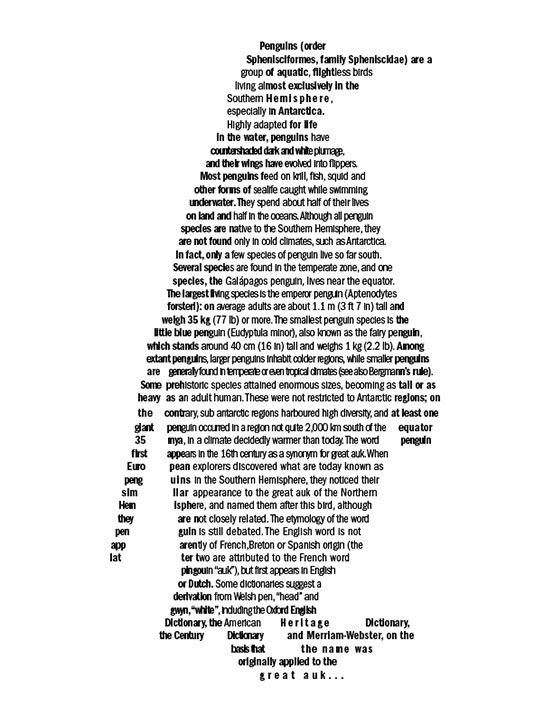 Penguins (order
Sphenisciformes, family Spheniscidae) are a
group of aquatic, flightless birds
living almost exclusively in the
Southern Hemisphere,
especially in Antarctica.
Highly adapted for life
in the water, penguins have
countershaded dark and white plumage,
and their wings have evolved into flippers.
Most penguins feed on krill, fish, squid and
other forms of sealife caught while swimming
underwater. They spend about half of their lives
on land and half in the oceans. Although all penguin
species are native to the Southern Hemisphere, they
are not found only in cold climates, such as Antarctica.
In fact, only a few species of penguin live so far south.
Several species are found in the temperate zone, and one
species, the Galápagos penguin, lives near the equator.
The largest living species is the emperor penguin (Aptenodytes
forsteri): on average adults are about 1.1 m (3 ft 7 in) tall and
weigh 35 kg (77 lb) or more. The smallest penguin species is the
little blue penguin (Eudyptula minor), also known as the fairy penguin,
which stands around 40 cm (16 in) tall and weighs 1 kg (2.2 lb). Among
extant penguins, larger penguins inhabit colder regions, while smaller penguins
are generally found in temperate or even tropical climates (see also Bergmann's rule).
Some prehistoric species attained enormous sizes, becoming as tall or as
heavy as an adult human. These were not restricted to Antarctic regions; on
the contrary, sub antarctic regions harboured high diversity, and at least one
giant penguin occurred in a region not quite 2,000 km south of the equator
35 mya, in a climate decidedly warmer than today. The word penguin
first appears in the 16th century as a synonym for great auk. When
Euro pean explorers discovered what are today known as
peng uins in the Southern Hemisphere, they noticed their
sim ilar appearance to the great auk of the Northern
Hem isphere, and named them after this bird, although
they are not closely related. The etymology of the word
pen guin is still debated. The English word is not
app arently of French, Breton or Spanish origin (the
lat ter two are attributed to the French word
pingouin "auk"), but first appears in English
or Dutch. Some dictionaries suggest a
derivation from Welsh pen, "head" and
gwyn, "white", including the Oxford English
Dictionary, the American Heritage Dictionary,
the Century Dictionary and Merriam-Webster, on the
basis that the name was
originally applied to the
great auk...